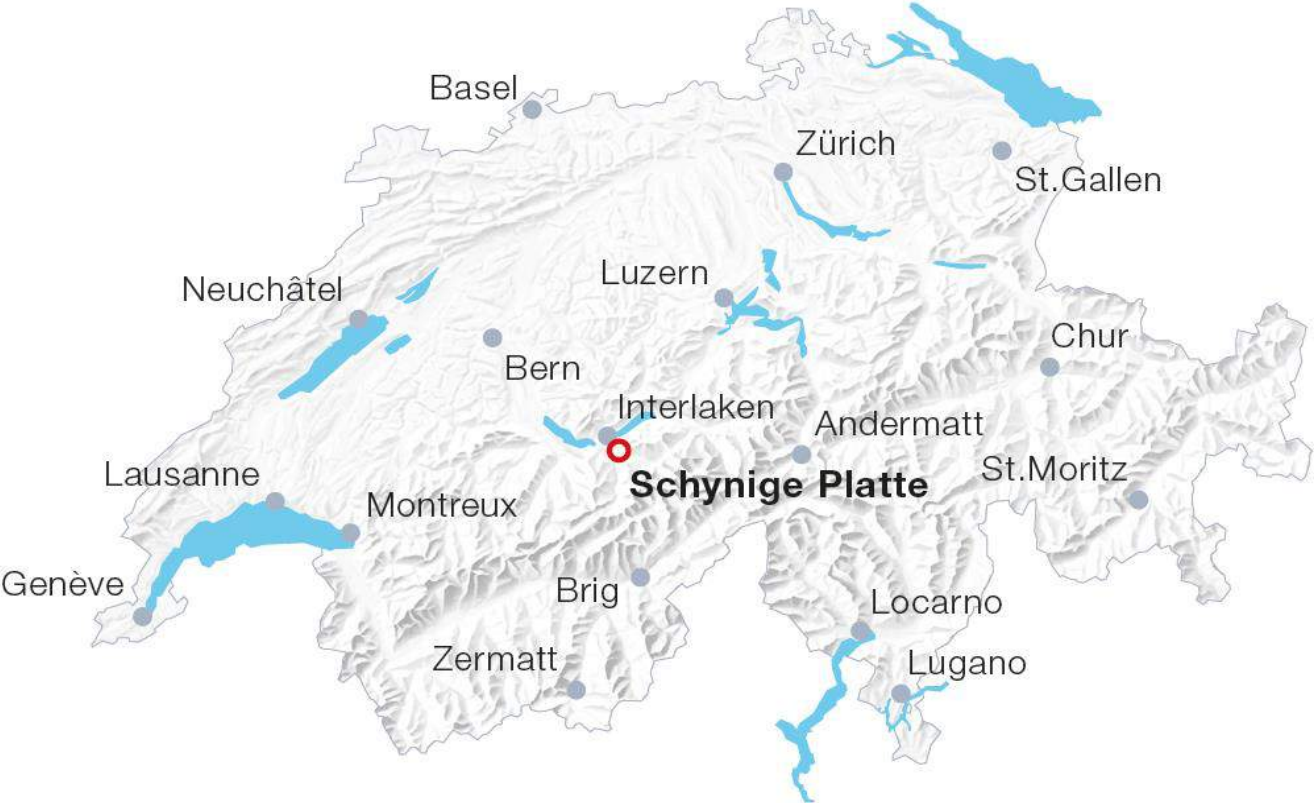 Basel
Zürich
St.Gallen
Luzern
Neuchâtel
Chur
Bern
Interlaken
Andermatt
St.Moritz
Lausanne
Schynige Platte
Montreux
Genève
Brig
Locarno
Zermatt
Lugano